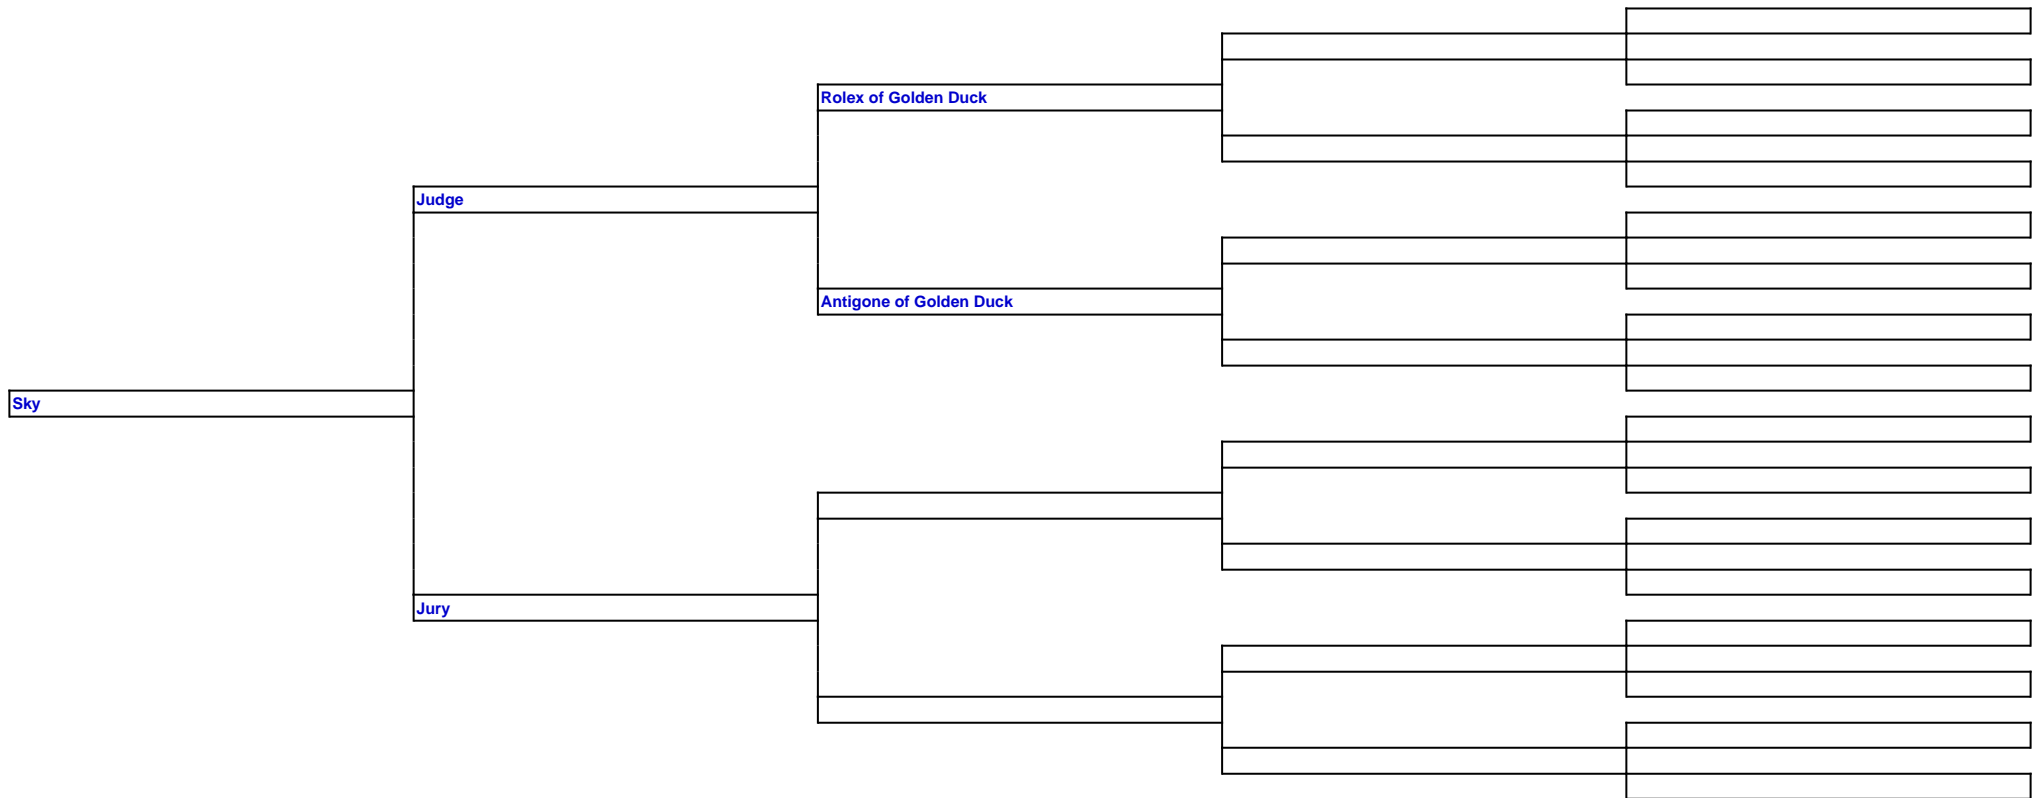 Rolex of Golden Duck
Judge
Antigone of Golden Duck
Sky
Jury